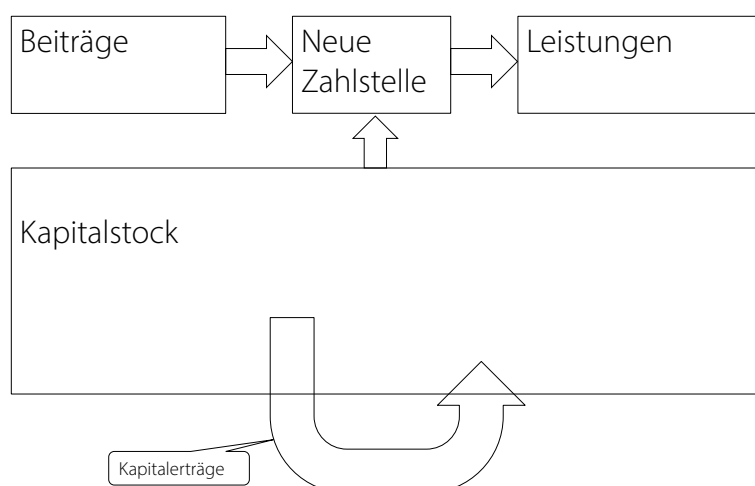 Beiträge
Neue
Zahlstelle
Leistungen
Kapitalstock
Kapitalerträge